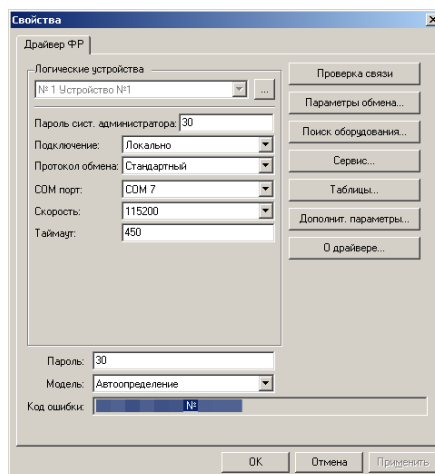 Свойства
Драйвер ФР
Логические устройства
№ 1 Устройство №1
...
Пароль сист. администратора: 30
Подключение: Локально
Протокол обмена: Стандартный
COM порт: COM 7
Скорость: 115200
Таймаут: 450
Проверка связи
Параметры обмена...
Поиск оборудования...
Сервис...
Таблицы...
Дополнит. параметры...
О драйвере...
Пароль: 30
Модель: Автоопределение
Код ошибки: №
OK
Отмена
Применить